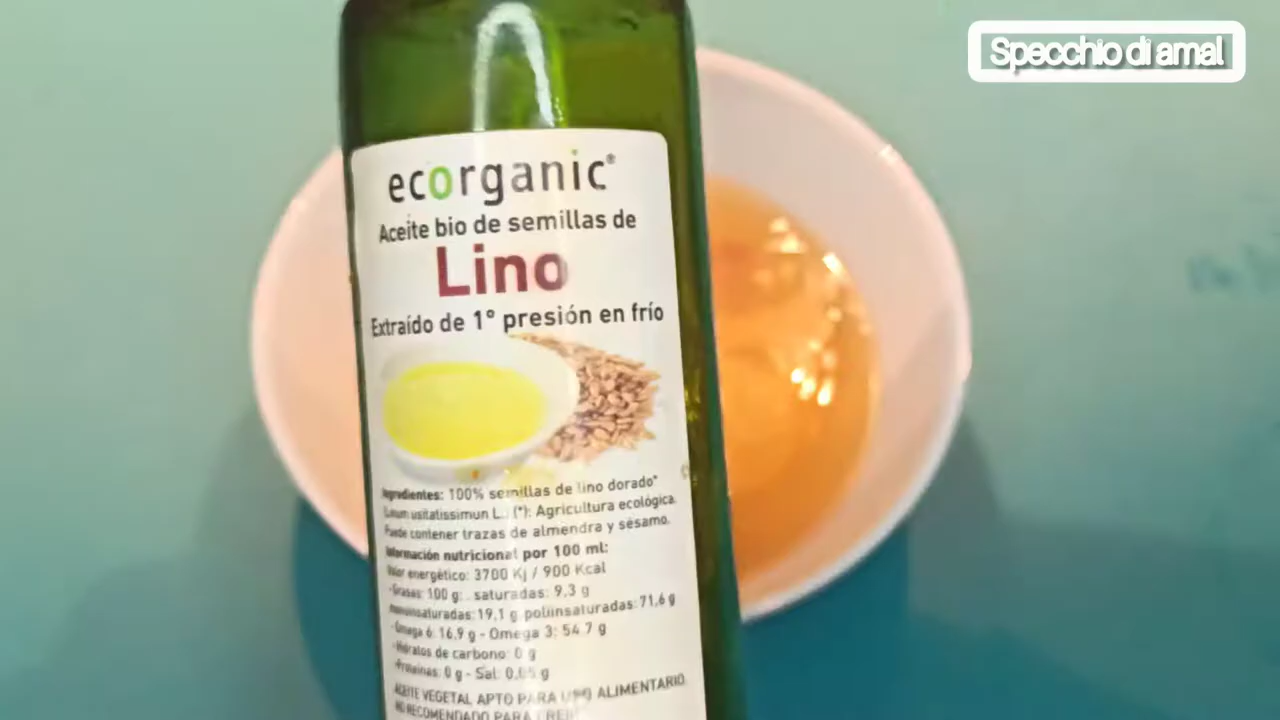 Specchio di amal
ecorganic®
Aceite bio de semillas de
Lino
Extraído de 1° presión en frío
Ingredientes: 100% semillas de lino dorado*
Linum usitatissimun L. (*): Agricultura ecológica.
Puede contener trazas de almendra y sésamo.
Información nutricional por 100 ml:
Valor energético: 3700 Kj / 900 Kcal
-Grasas: 100 g: . saturadas: 9,3 g
monoinsaturadas: 19,1 g poliinsaturadas: 71,6 g
-Omega 6: 16,9 g - Omega 3: 54,7 g
-Hidratos de carbono: 0 g
-Proteínas: 0 g - Sal: g
ACEITE VEGETAL APTO PARA USO ALIMENTARIO.
NO RECOMENDADO PARA FREIR